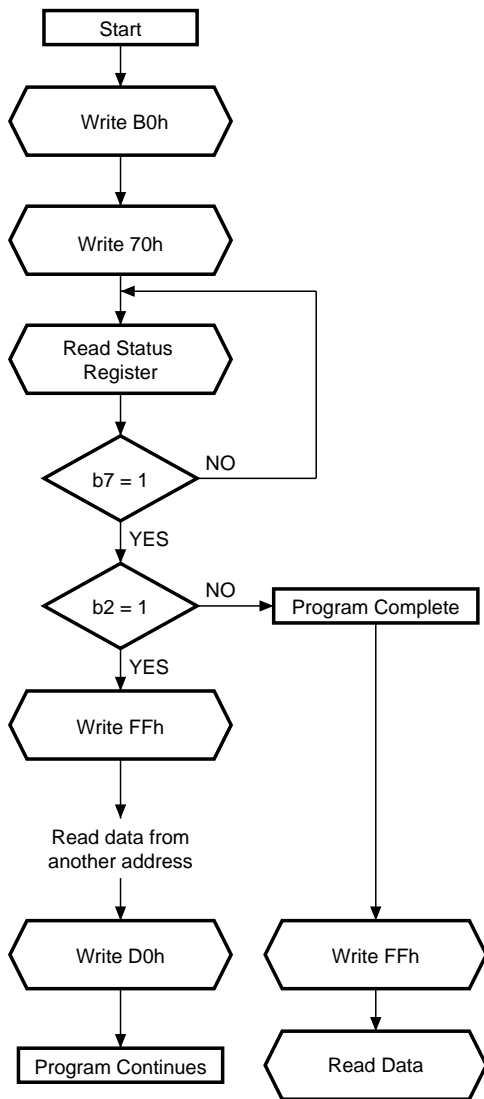 Start
Write B0h
Write 70h
Read Status
Register
NO
b7 = 1
YES
NO
b2 = 1
Program Complete
YES
Write FFh
Read data from
another address
Write D0h
Write FFh
Program Continues
Read Data